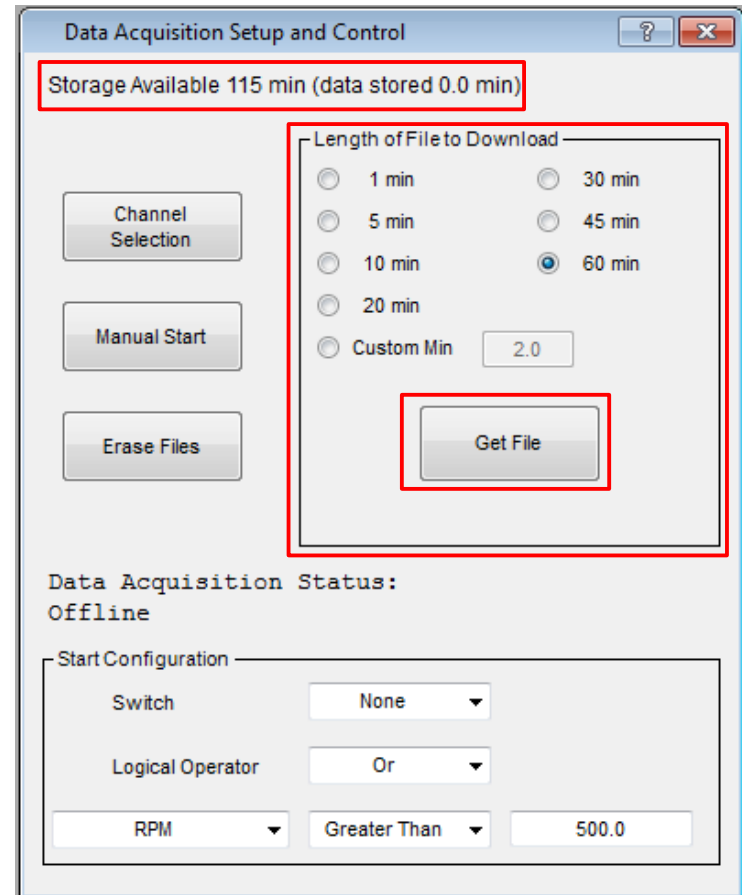 Data Acquisition Setup and Control
Storage Available 115 min (data stored 0.0 min)
Length of File to Download
1 min
30 min
5 min
45 min
10 min
60 min
20 min
Custom Min
2.0
Get File
Channel
Selection
Manual Start
Erase Files
Data Acquisition Status:
Offline
Start Configuration
Switch
None
Logical Operator
Or
RPM
Greater Than
500.0